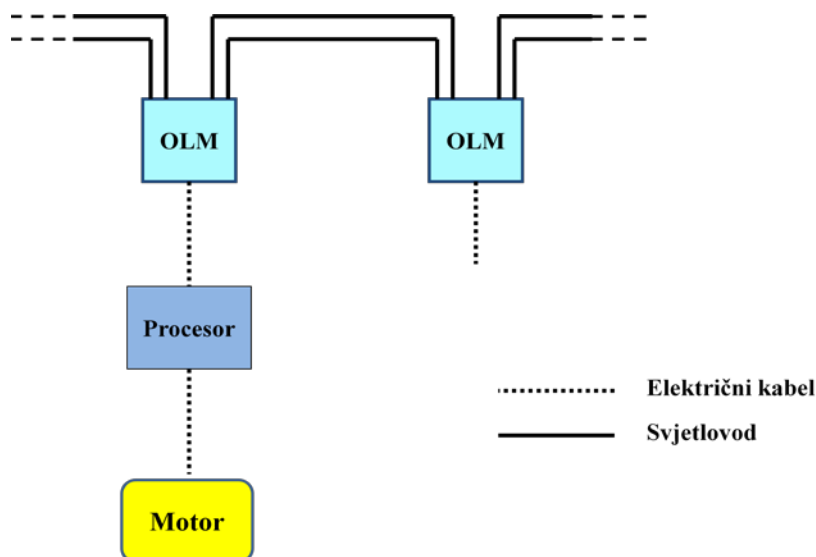 OLM
OLM
Procesor
Električni kabel
Svjetlovod
Motor